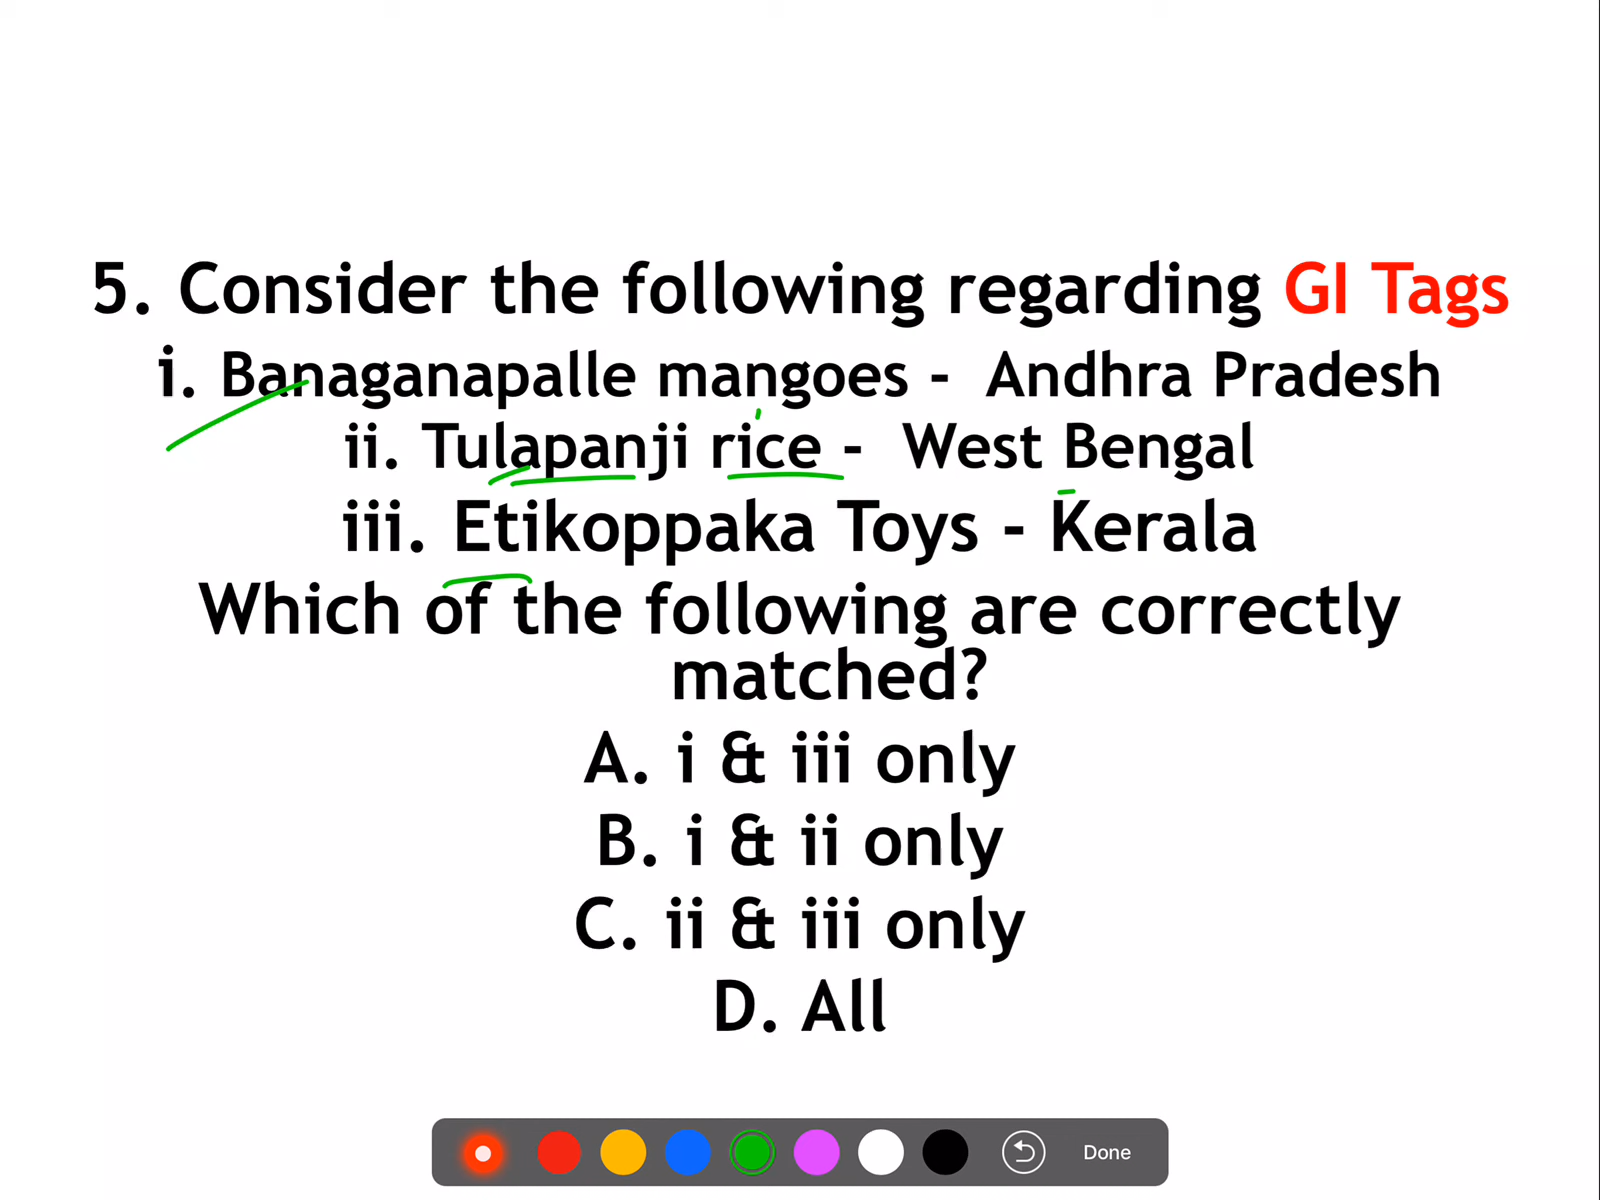 5. Consider the following regarding GI Tags
i. Banaganapalle mangoes - Andhra Pradesh
ii. Tulapanji rice - West Bengal
iii. Etikoppaka Toys - Kerala
Which of the following are correctly
matched?
A. i & iii only
B. i & ii only
C. ii & iii only
D. All
Done